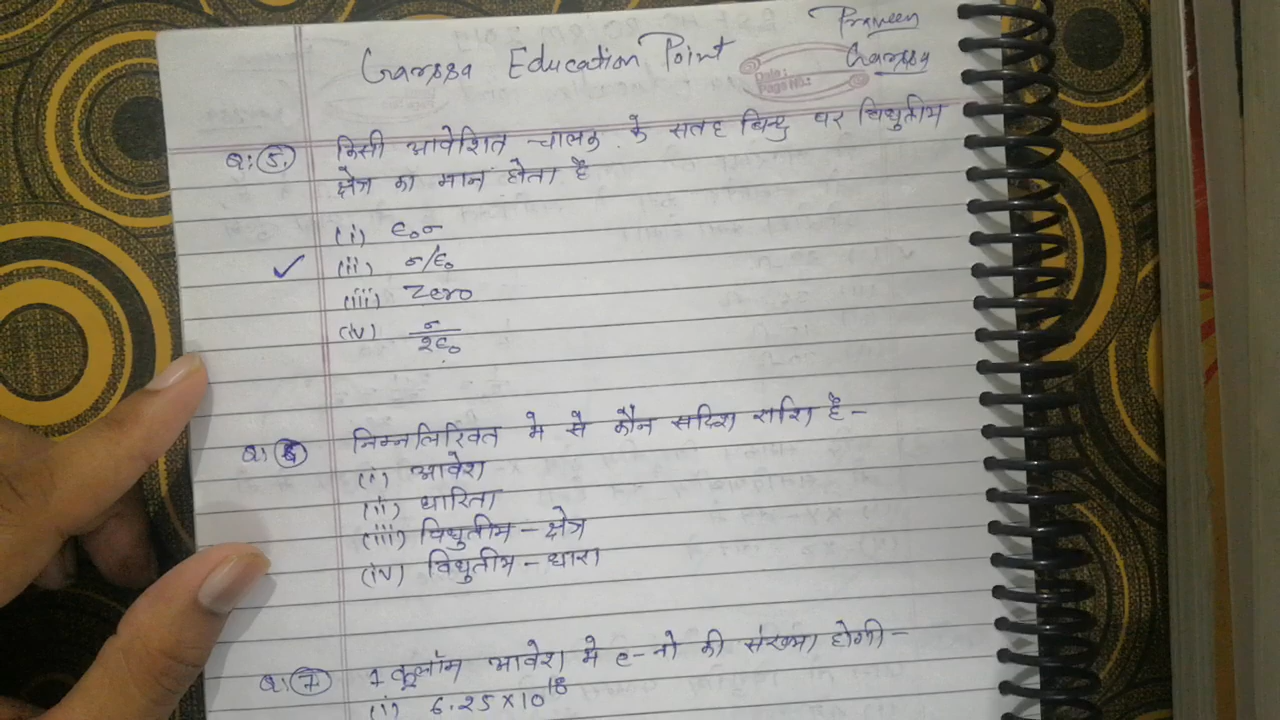 Praveen
Garssa Education Point
Garssa
Date:
Page No:
Q: 5. किसी आवेशित चालक के सतह बिन्दु पर विधुतीय
क्षेत्र का मान होता है
(i) ε₀σ
(ii) σ/ε₀
(iii) Zero
(iv) σ/2ε₀
Q: 6 निम्नलिखित मे से कौन सदिश राशि है -
(i) आवेश
(ii) धारिता
(iii) विधुतीय - क्षेत्र
(iv) विधुतीय - धारा
Q: 7 1 कूलॉम आवेश मे e-नो की संख्या होगी -
(i) 6.25 × 10¹⁸